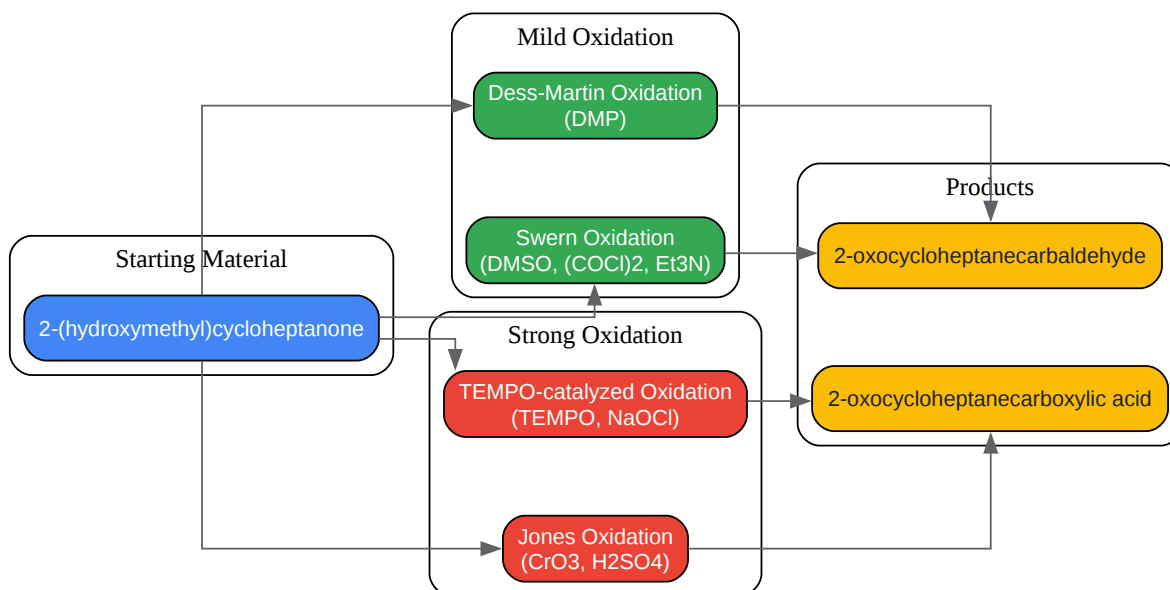 Mild Oxidation
Dess-Martin Oxidation
(DMP)
Swern Oxidation
(DMSO, (COCl)2, Et3N)
Starting Material
2-(hydroxymethyl)cycloheptanone
Strong Oxidation
TEMPO-catalyzed Oxidation
(TEMPO, NaOCl)
Jones Oxidation
(CrO3, H2SO4)
Products
2-oxocycloheptanecarbaldehyde
2-oxocycloheptanecarboxylic acid